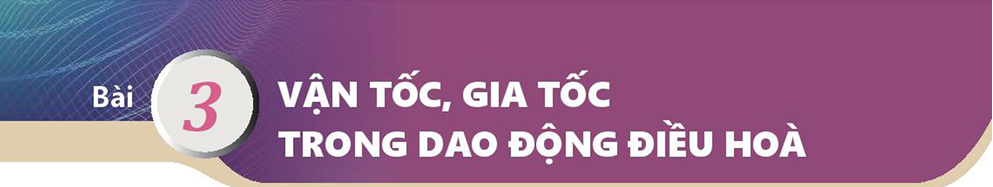 Bài 3
VẬN TỐC, GIA TỐC
TRONG DAO ĐỘNG ĐIỀU HOÀ